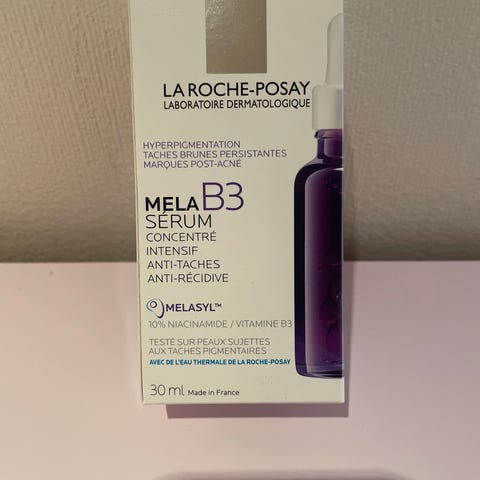 LA ROCHE-POSAY
LABORATOIRE DERMATOLOGIQUE
HYPERPIGMENTATION
TACHES BRUNES PERSISTANTES
MARQUES POST-ACNÉ
MELA B3
SÉRUM
CONCENTRÉ
INTENSIF
ANTI-TACHES
ANTI-RÉCIDIVE
MELASYL™
10% NIACINAMIDE / VITAMINE B3
TESTÉ SUR PEAUX SUJETTES
AUX TACHES PIGMENTAIRES
AVEC DE L'EAU THERMALE DE LA ROCHE-POSAY
30 ml Made in France